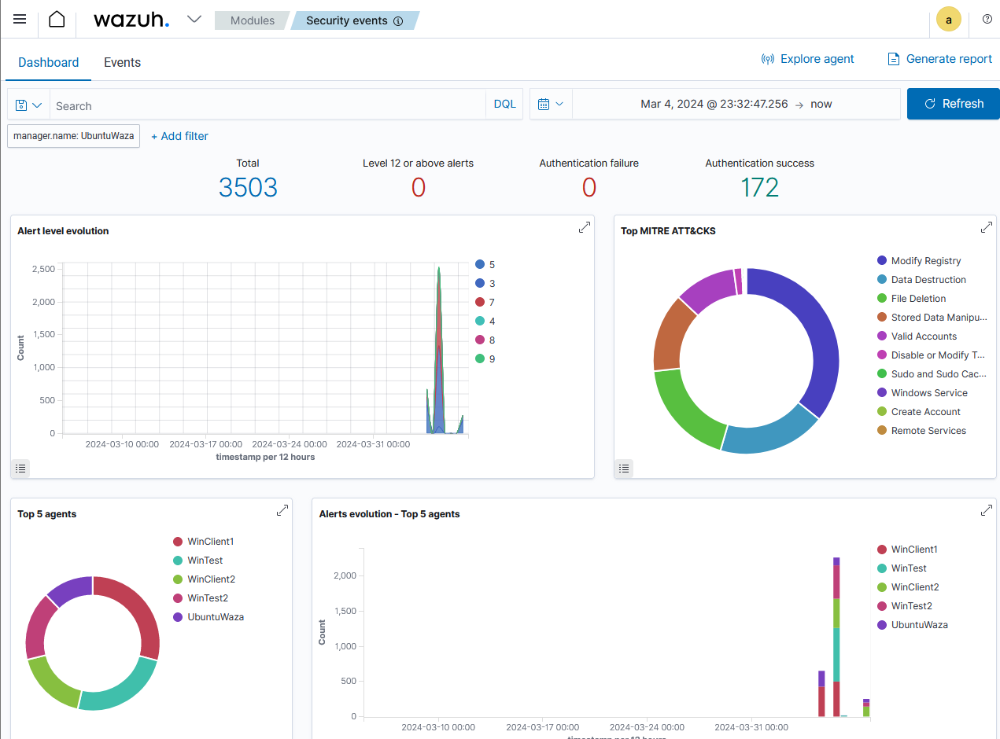 wazuh.
Modules
Security events
a
Dashboard
Events
Explore agent
Generate report
Search
DQL
Mar 4, 2024 @ 23:32:47.256 → now
Refresh
manager.name: UbuntuWaza
+ Add filter
Total
3503
Level 12 or above alerts
0
Authentication failure
0
Authentication success
172
Alert level evolution
2,500
2,000
1,500
1,000
500
0
Count
2024-03-10 00:00
2024-03-17 00:00
2024-03-24 00:00
2024-03-31 00:00
timestamp per 12 hours
5
3
7
4
8
9
Top MITRE ATT&CKS
Modify Registry
Data Destruction
File Deletion
Stored Data Manipu...
Valid Accounts
Disable or Modify T...
Sudo and Sudo Cac...
Windows Service
Create Account
Remote Services
Top 5 agents
WinClient1
WinTest
WinClient2
WinTest2
UbuntuWaza
Alerts evolution - Top 5 agents
2,000
1,500
1,000
500
0
Count
2024-03-10 00:00
2024-03-17 00:00
2024-03-24 00:00
2024-03-31 00:00
timestamp per 12 hours
WinClient1
WinTest
WinClient2
WinTest2
UbuntuWaza